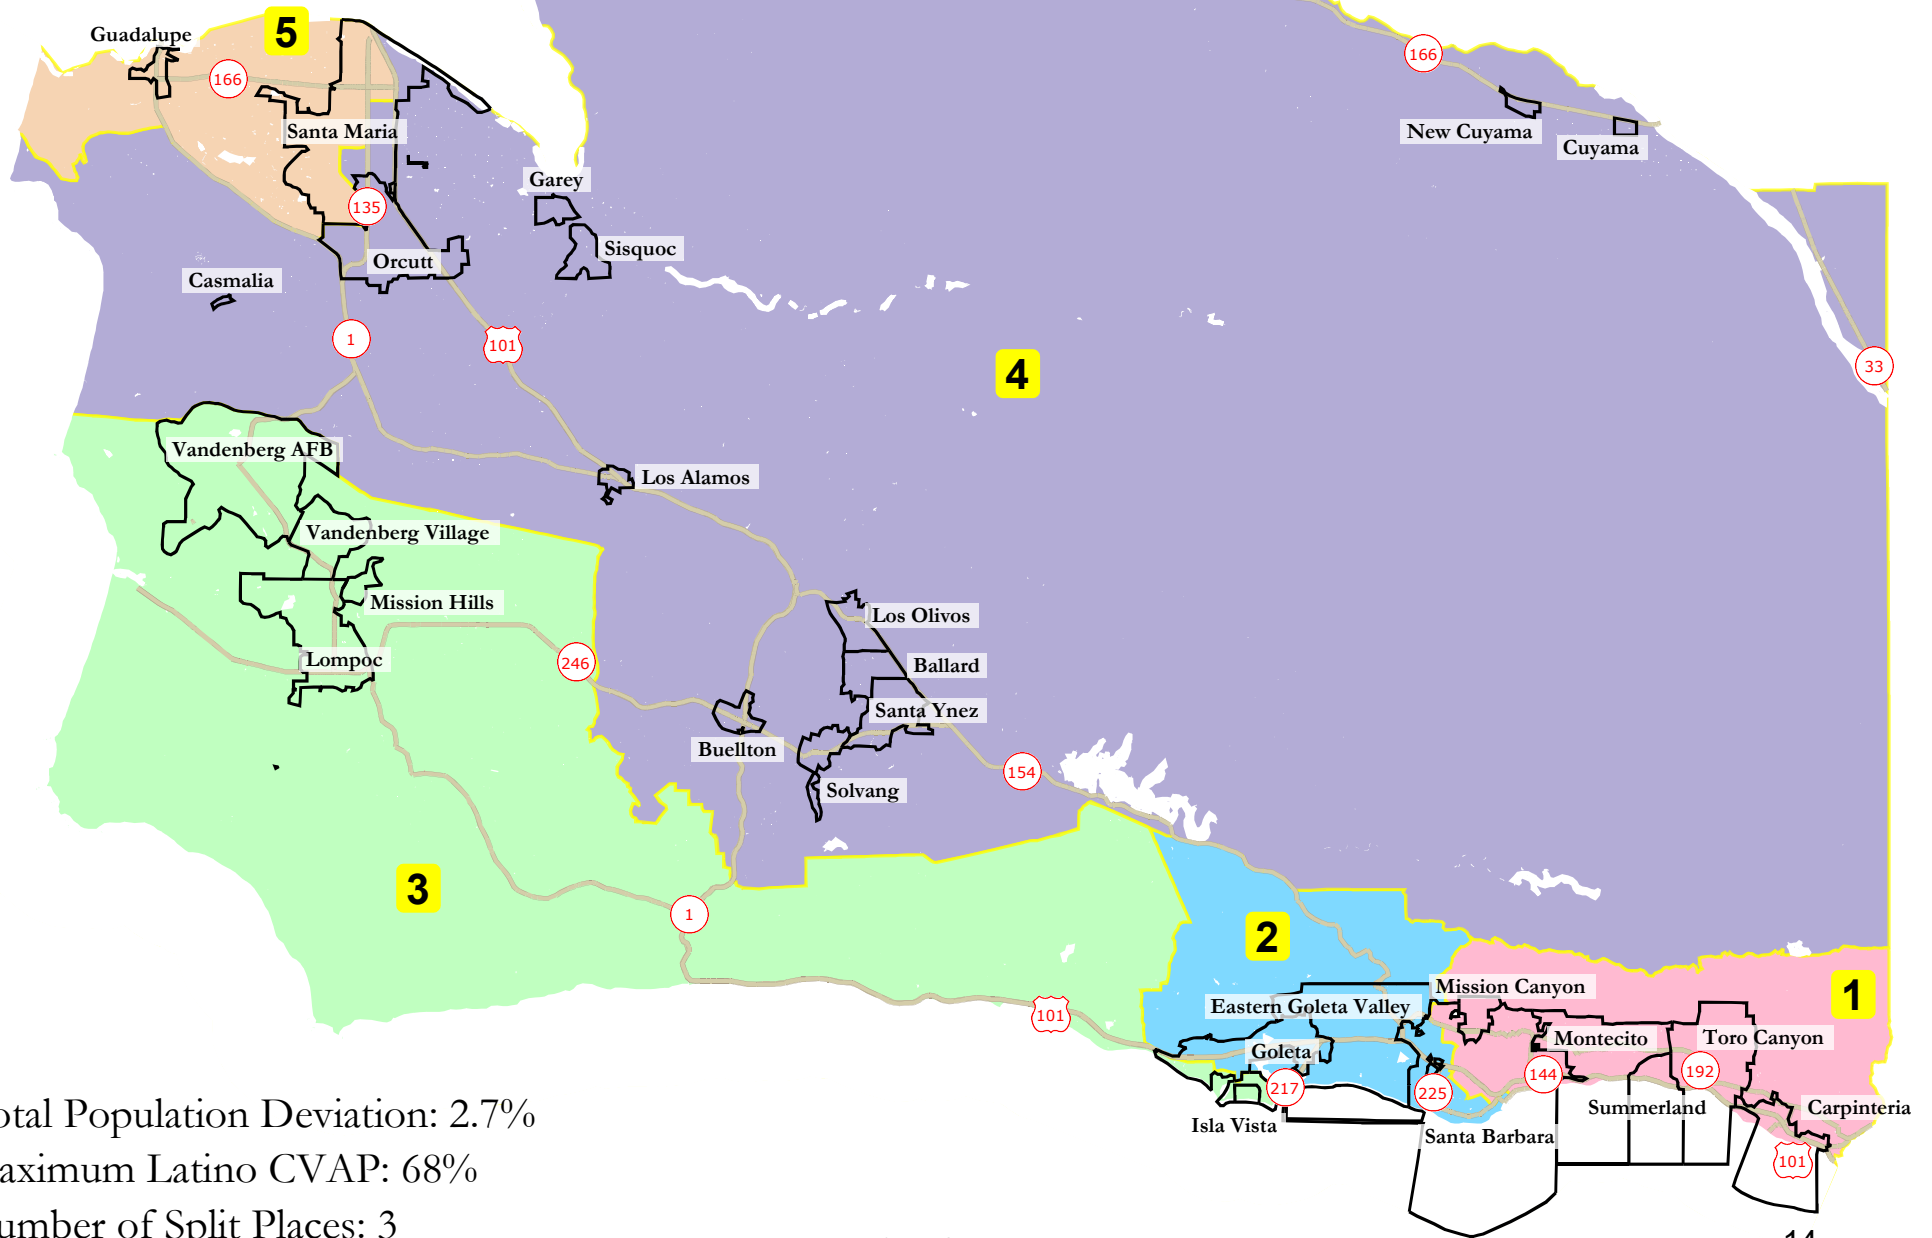 Guadalupe
5
166
166
Santa Maria
New Cuyama
Cuyama
Garey
135
Sisquoc
Orcutt
Casmalia
1
101
4
33
Vandenberg AFB
Los Alamos
Vandenberg Village
Mission Hills
Los Olivos
Lompoc
246
Ballard
Santa Ynez
Buellton
154
Solvang
3
1
2
Mission Canyon
1
Eastern Goleta Valley
101
Goleta
Montecito
Toro Canyon
217
225
144
192
Summerland
Carpinteria
Isla Vista
Santa Barbara
101
otal Population Deviation: 2.7%
aximum Latino CVAP: 68%
umber of Split Places: 3
14